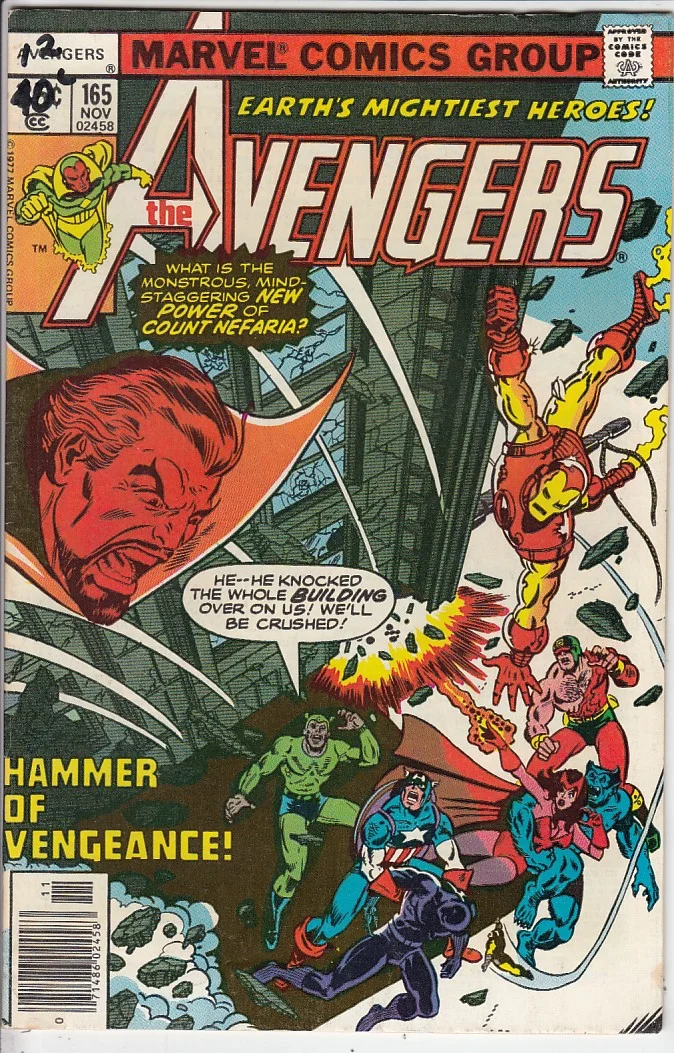 AVENGERS
®
MARVEL® COMICS GROUP
APPROVED
BY THE
COMICS
CODE
CA
AUTHORITY
12
40¢
165
NOV
02458
CC
EARTH'S MIGHTIEST HEROES!
the AVENGERS®
© 1977 MARVEL COMICS GROUP
TM
WHAT IS THE
MONSTROUS, MIND-
STAGGERING NEW
POWER OF
COUNT NEFARIA?
HE--HE KNOCKED
THE WHOLE BUILDING
OVER ON US! WE'LL
BE CRUSHED!
HAMMER
OF
VENGEANCE!
11
0
71486 02458